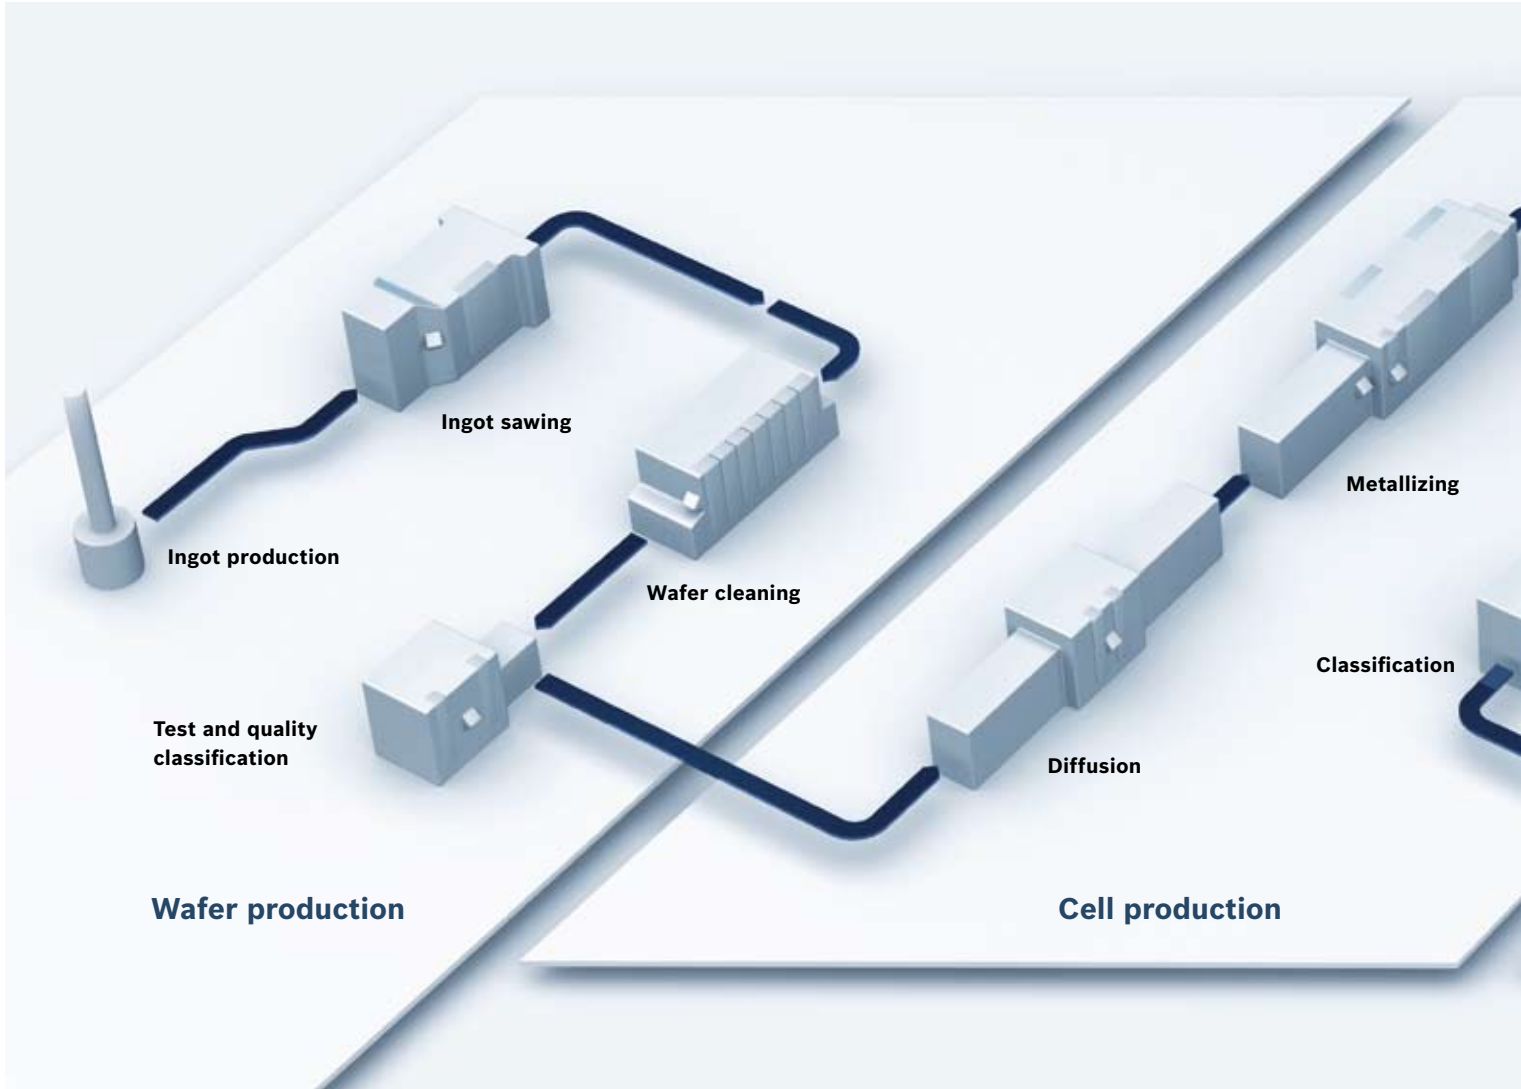 Ingot sawing
Metallizing
Ingot production
Wafer cleaning
Classification
Test and quality
classification
Diffusion
Wafer production
Cell production